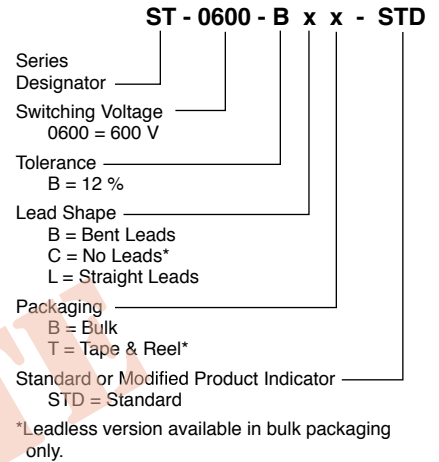 ST - 0600 - B x x - STD
Series
Designator
Switching Voltage
0600 = 600 V
Tolerance
B = 12 %
Lead Shape
B = Bent Leads
C = No Leads*
L = Straight Leads
Packaging
B = Bulk
T = Tape & Reel*
Standard or Modified Product Indicator
STD = Standard
*Leadless version available in bulk packaging
only.